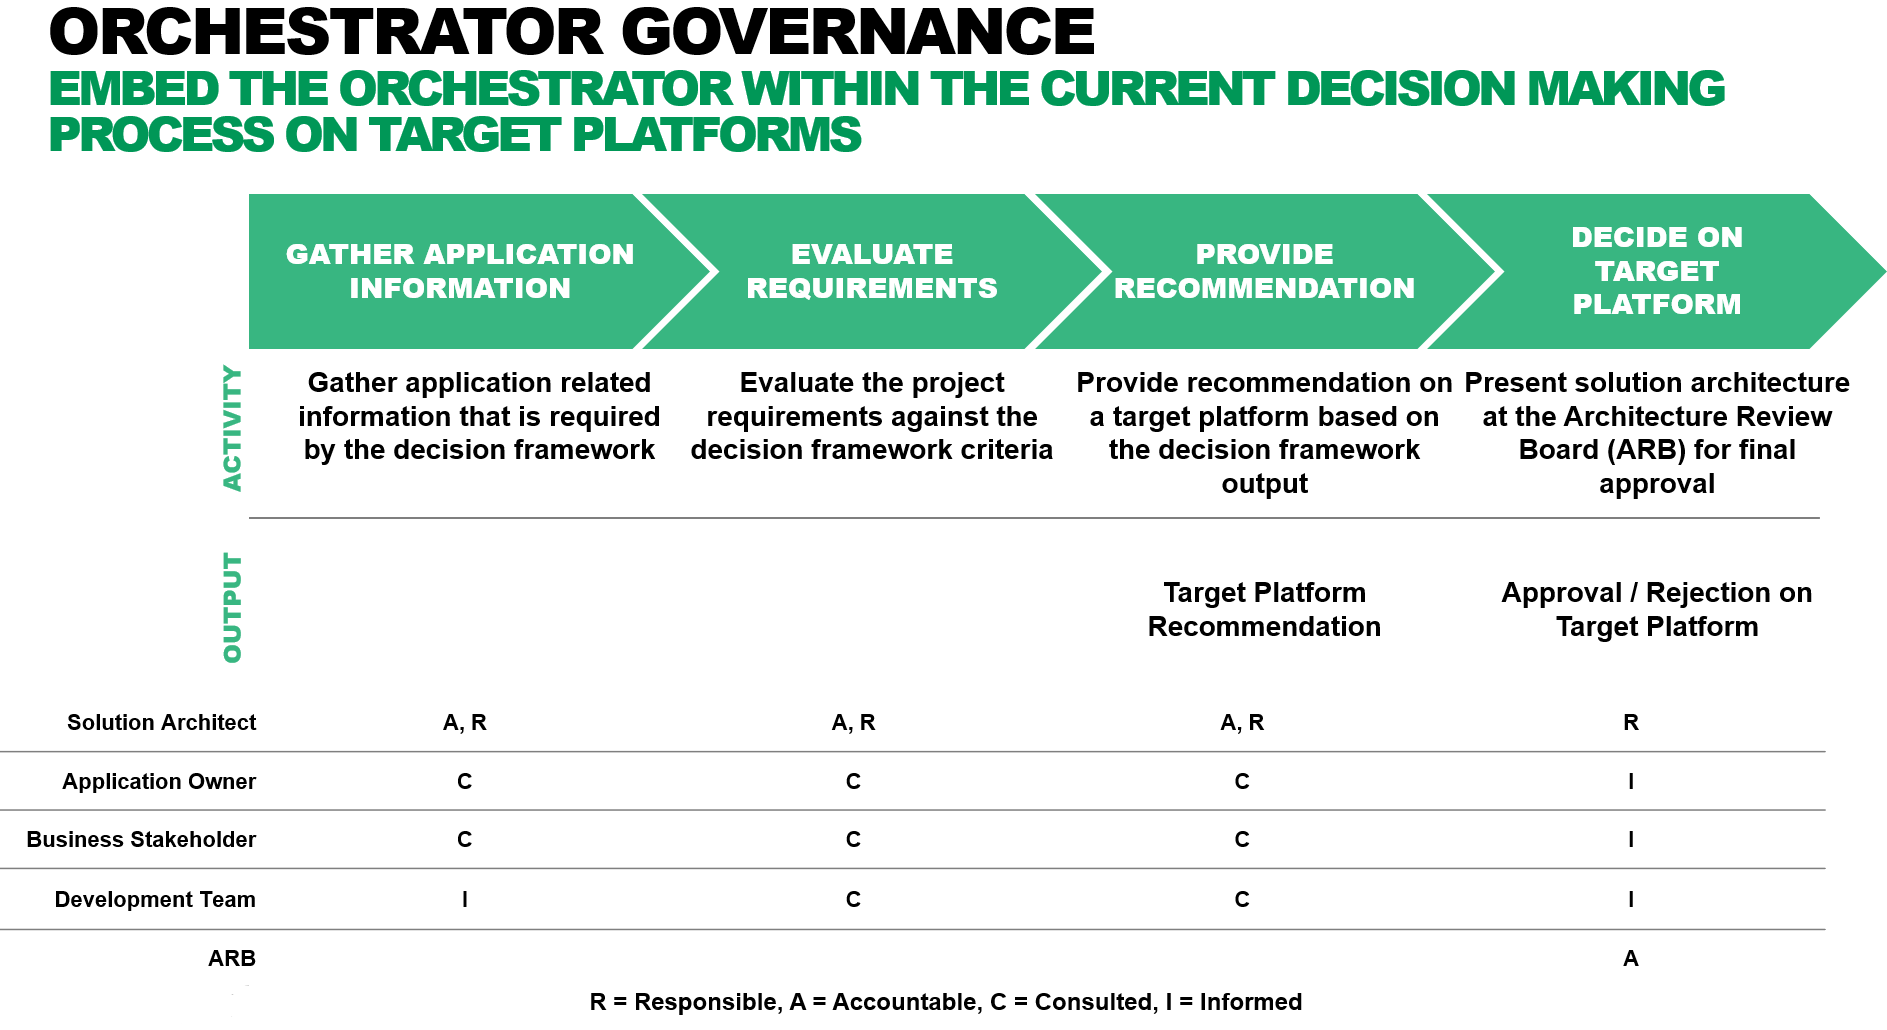 ORCHESTRATOR GOVERNANCE
EMBED THE ORCHESTRATOR WITHIN THE CURRENT DECISION MAKING
PROCESS ON TARGET PLATFORMS
GATHER APPLICATION
INFORMATION
EVALUATE
REQUIREMENTS
PROVIDE
RECOMMENDATION
DECIDE ON
TARGET
PLATFORM
ACTIVITY
Gather application related
information that is required
by the decision framework
Evaluate the project
requirements against the
decision framework criteria
Provide recommendation on
a target platform based on
the decision framework
output
Present solution architecture
at the Architecture Review
Board (ARB) for final
approval
OUTPUT
Target Platform
Recommendation
Approval / Rejection on
Target Platform
Solution Architect A, R A, R A, R R
Application Owner C C C I
Business Stakeholder C C C I
Development Team I C C I
ARB A
R = Responsible, A = Accountable, C = Consulted, I = Informed